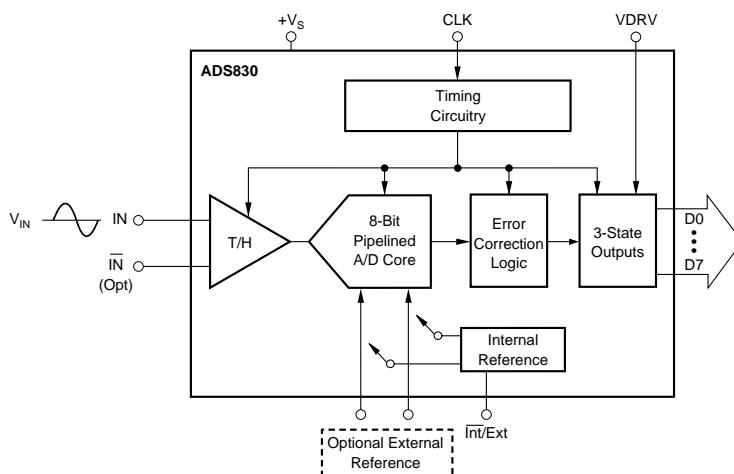 +VS
CLK
VDRV
ADS830
Timing
Circuitry
VIN
IN
IN
(Opt)
T/H
8-Bit
Pipelined
A/D Core
Error
Correction
Logic
3-State
Outputs
D0
D7
Internal
Reference
Int/Ext
Optional External
Reference